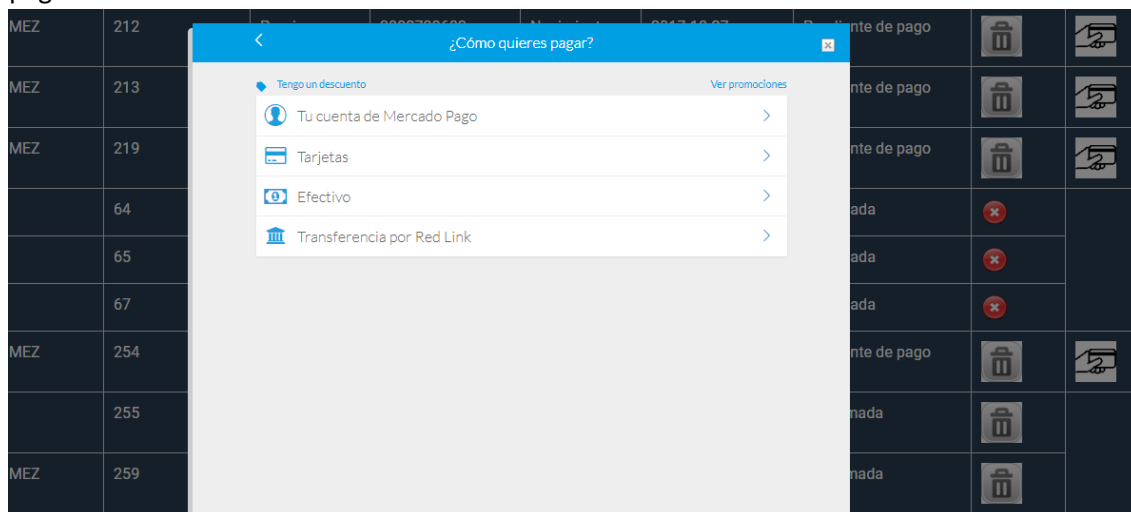 MEZ 212 nte de pago
¿Cómo quieres pagar?
Tengo un descuento Ver promociones
MEZ 213 nte de pago
Tu cuenta de Mercado Pago
MEZ 219 nte de pago
Tarjetas
Efectivo
64 ada
Transferencia por Red Link
65 ada
67 ada
MEZ 254 nte de pago
255 nada
MEZ 259 nada